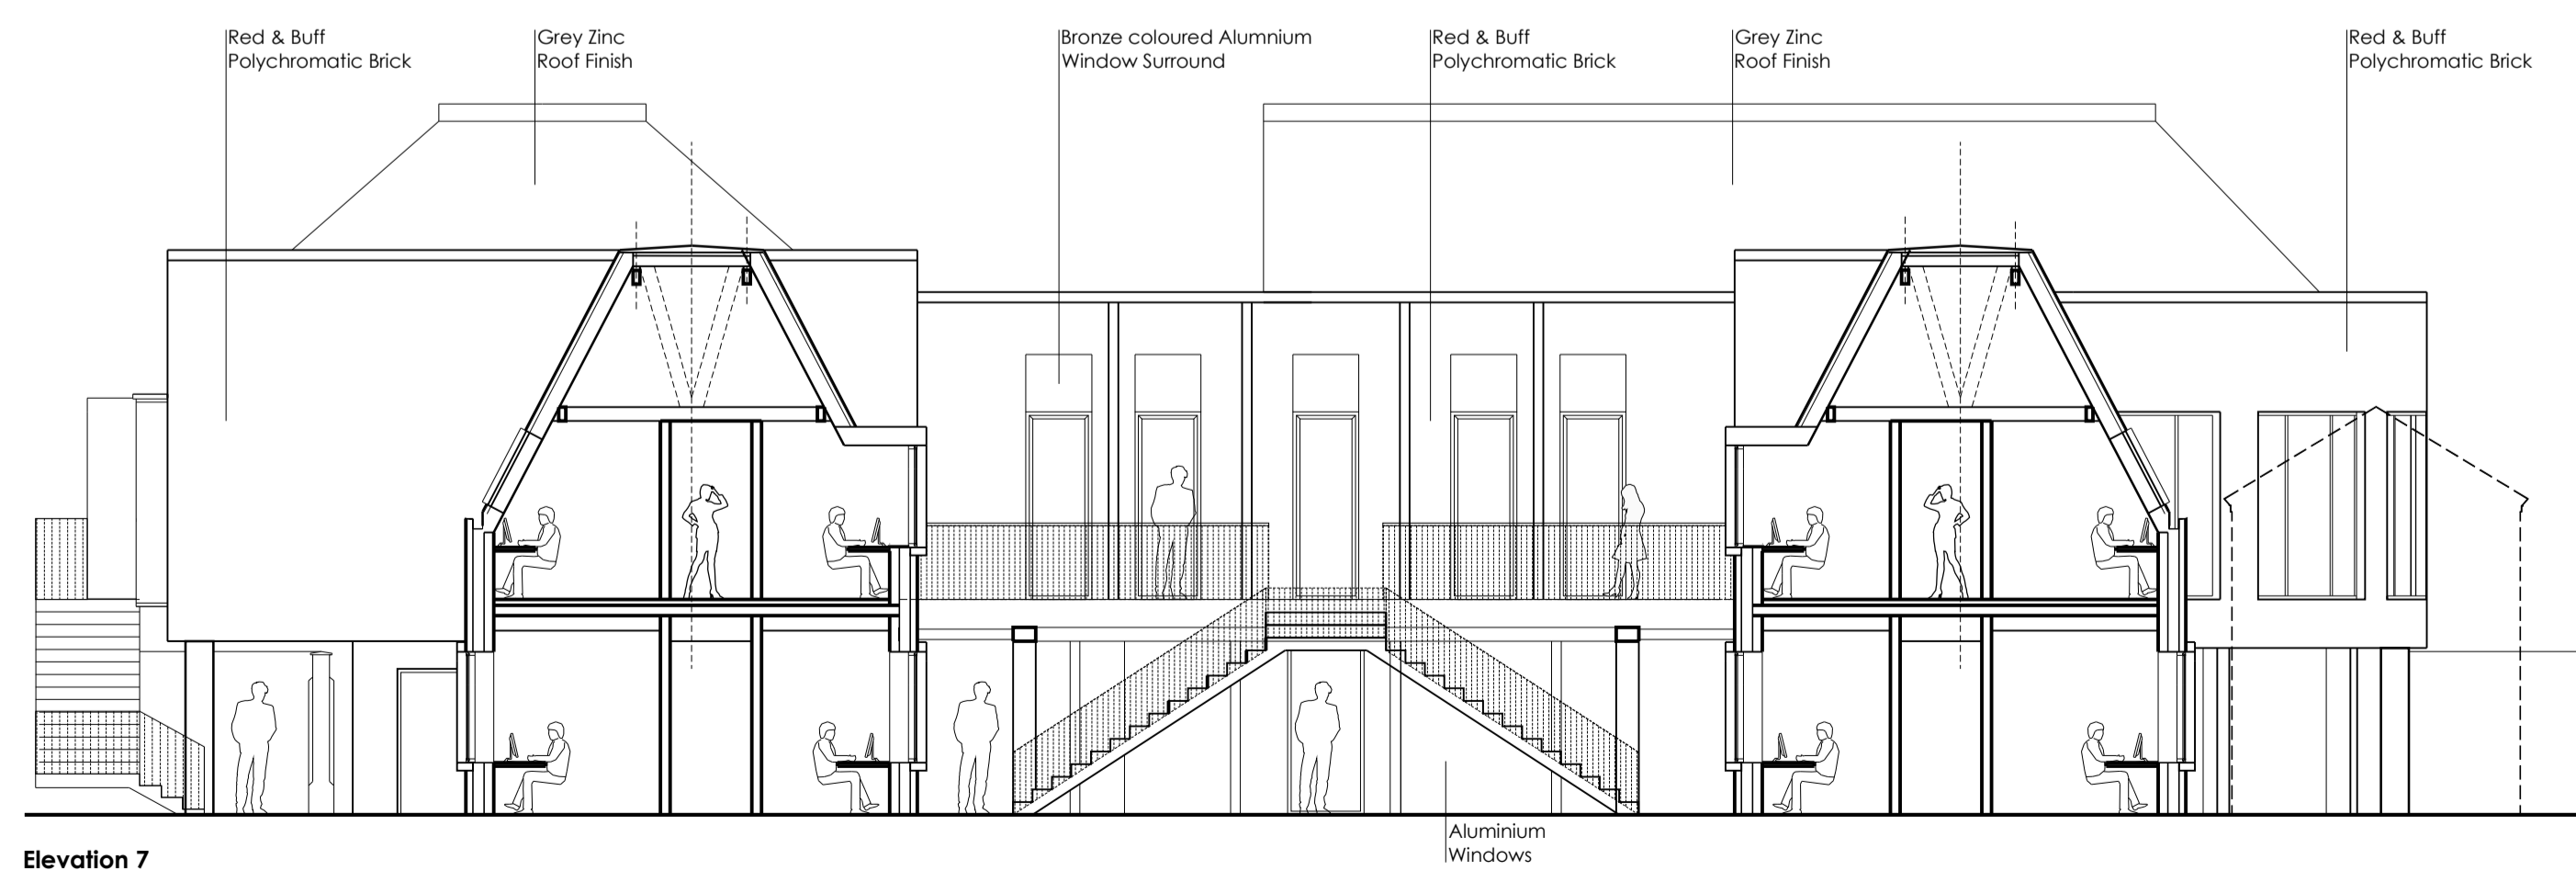 Red & Buff
Polychromatic Brick
Grey Zinc
Roof Finish
Bronze coloured Alumnium
Window Surround
Red & Buff
Polychromatic Brick
Grey Zinc
Roof Finish
Red & Buff
Polychromatic Brick
Aluminium
Windows
Elevation 7